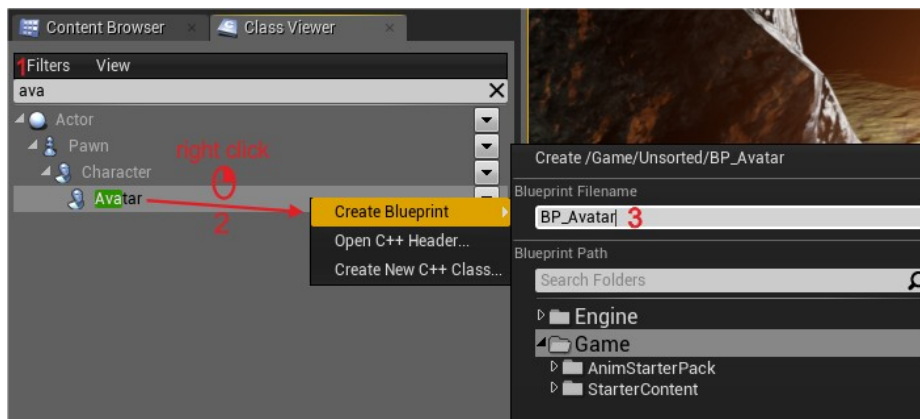 Content Browser
Class Viewer
1 Filters View
ava
Actor
Pawn
right click
Character
Avatar
2
Create Blueprint
Open C++ Header...
Create New C++ Class...
Create /Game/Unsorted/BP_Avatar
Blueprint Filename
BP_Avatar 3
Blueprint Path
Search Folders
Engine
Game
AnimStarterPack
StarterContent